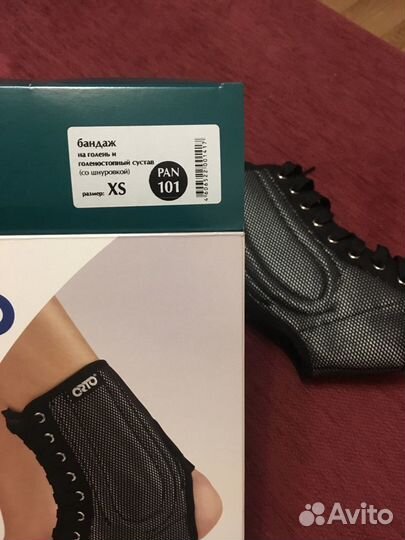 бандаж
на голень и
голеностопный сустав
(со шнуровкой)
размер: XS
PAN
101
ORTO
Avito